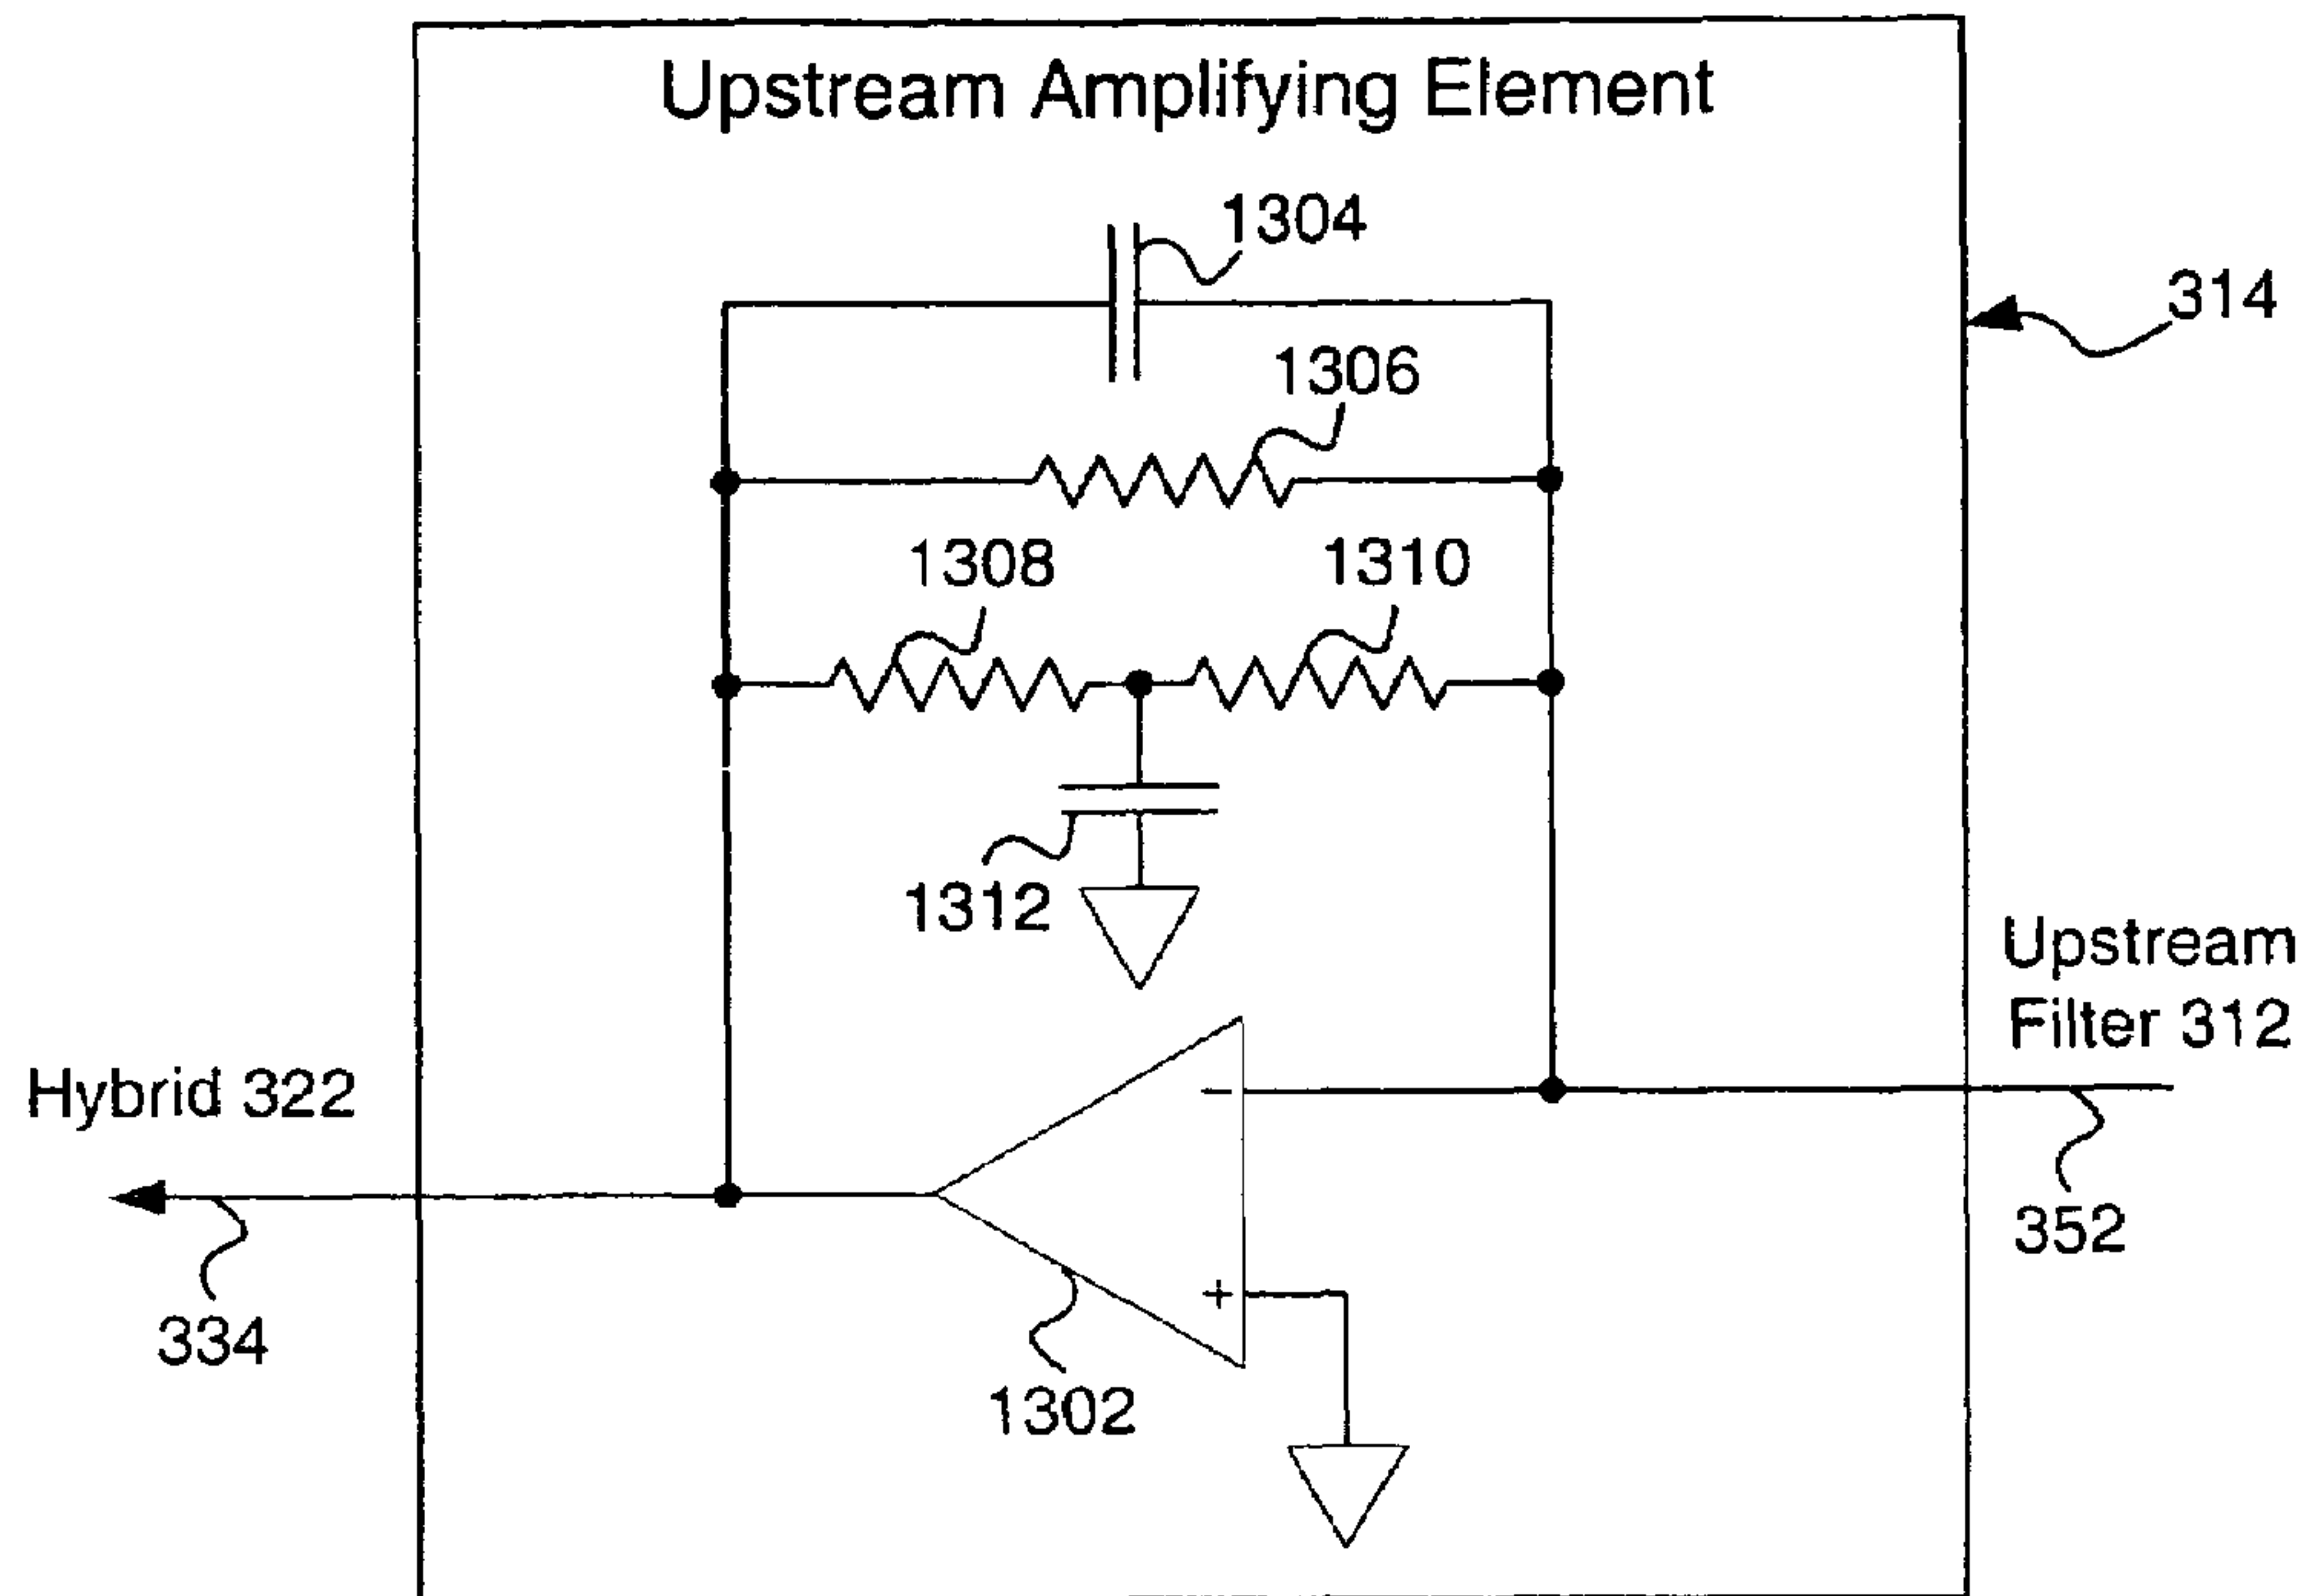 Upstream Amplifying Element
1304
314
1306
1308
1310
1312
Upstream
Filter 312
Hybrid 322
−
352
+
334
1302